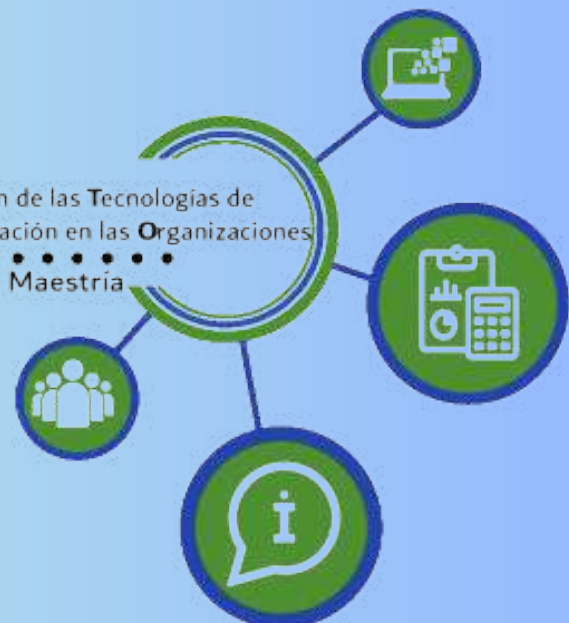 n de las Tecnologías de
ación en las Organizaciones
Maestría
i